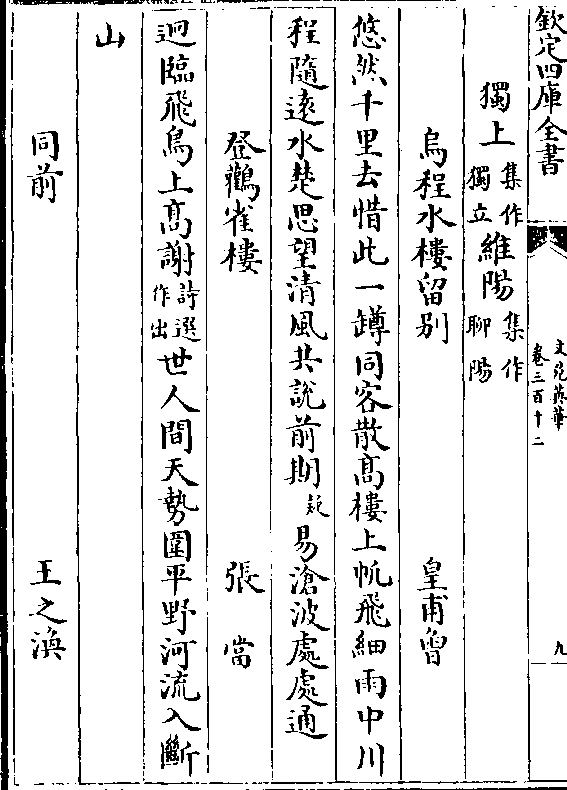 欽定四庫全書
文苑英華
卷三百十二
九
獨上集作獨立維陽集作聊陽
烏程水樓留别 皇甫曾
悠然千里去惜此一罇同客散髙樓上帆飛細雨中川
程隨逺水楚思望清風共說前期易滄波處處通
登鸛雀樓 張當
逈臨飛鳥上髙謝詩選作出世人間天勢圍平野河流入斷
山
同前 王之渙